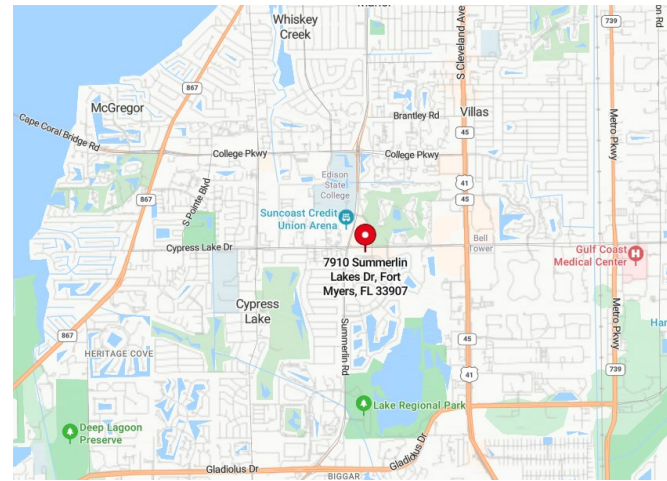 Whiskey
Creek
739
on Rd
S Cleveland Ave
867
McGregor
Brantley Rd
Villas
Cape Coral Bridge Rd
45
Metro Pkwy
College Pkwy
College Pkwy
Edison
State
College
S Pointe Blvd
41
867
45
Suncoast Credit
Union Arena
Cypress Lake Dr
Bell
Tower
Gulf Coast
Medical Center
7910 Summerlin
Lakes Dr, Fort
Myers, FL 33907
Cypress
Lake
Metro Pkwy
Summerlin Rd
Har
867
45
HERITAGE COVE
41
739
Lake Regional Park
Deep Lagoon
Preserve
Gladiolus Dr
Gladiolus Dr
BIGGAR